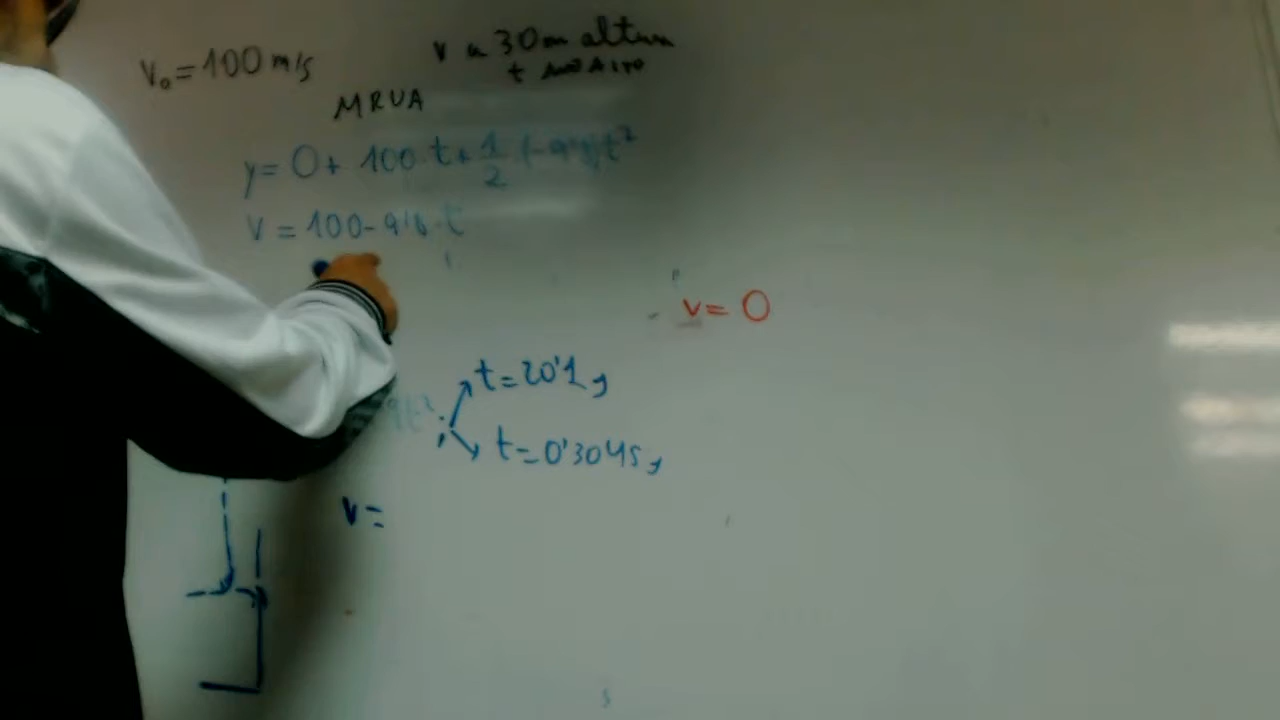 V₀=100 m/s
v a 30m altura
t
MRUA
y= 0+ 100 t+ 1/2 (-9'8)t²
V = 100-9'8·t
v= 0
t=20'1 s
t=0'304 s
v=